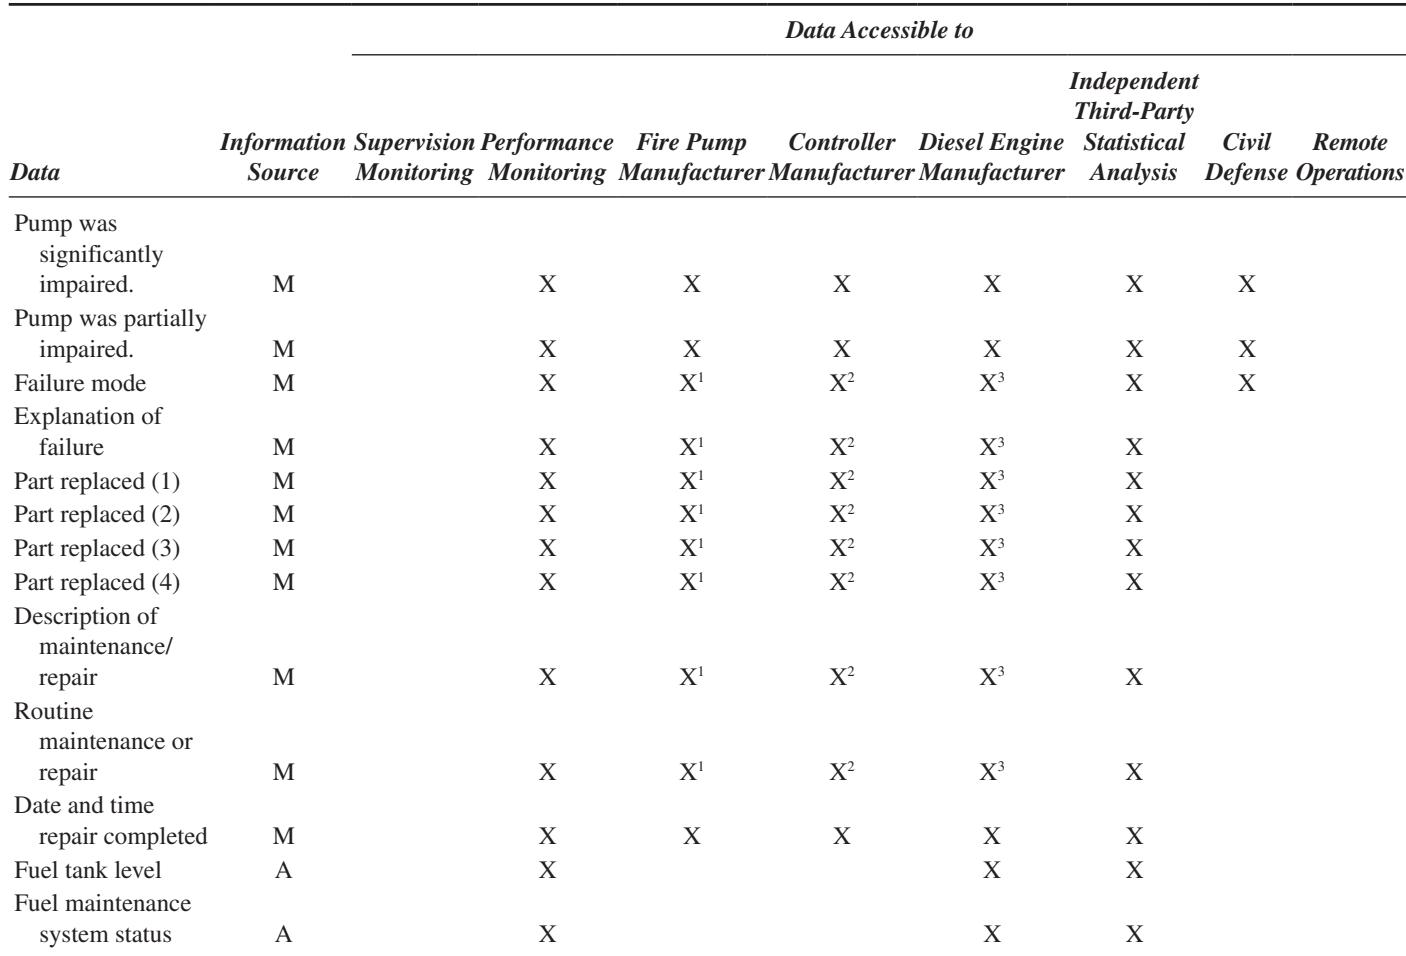 Data Accessible to
Independent
Third-Party
Information Supervision Performance Fire Pump Controller Diesel Engine Statistical Civil Remote
Data Source Monitoring Monitoring Manufacturer Manufacturer Manufacturer Analysis Defense Operations
Pump was
significantly
impaired. M X X X X X X
Pump was partially
impaired. M X X X X X X
Failure mode M X X¹ X² X³ X X
Explanation of
failure M X X¹ X² X³ X
Part replaced (1) M X X¹ X² X³ X
Part replaced (2) M X X¹ X² X³ X
Part replaced (3) M X X¹ X² X³ X
Part replaced (4) M X X¹ X² X³ X
Description of
maintenance/
repair M X X¹ X² X³ X
Routine
maintenance or
repair M X X¹ X² X³ X
Date and time
repair completed M X X X X X
Fuel tank level A X X X
Fuel maintenance
system status A X X X